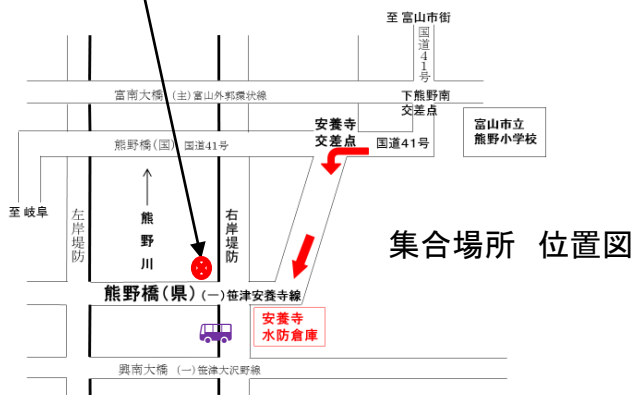 至 富山市街
国道41号
富南大橋 (主)富山外郭環状線
下熊野南
交差点
安養寺
交差点
富山市立
熊野小学校
熊野橋(国) 国道41号
国道41号
至 岐阜
左岸堤防
熊野川
右岸堤防
集合場所 位置図
熊野橋(県) (一)笹津安養寺線
安養寺
水防倉庫
興南大橋 (一)笹津大沢野線